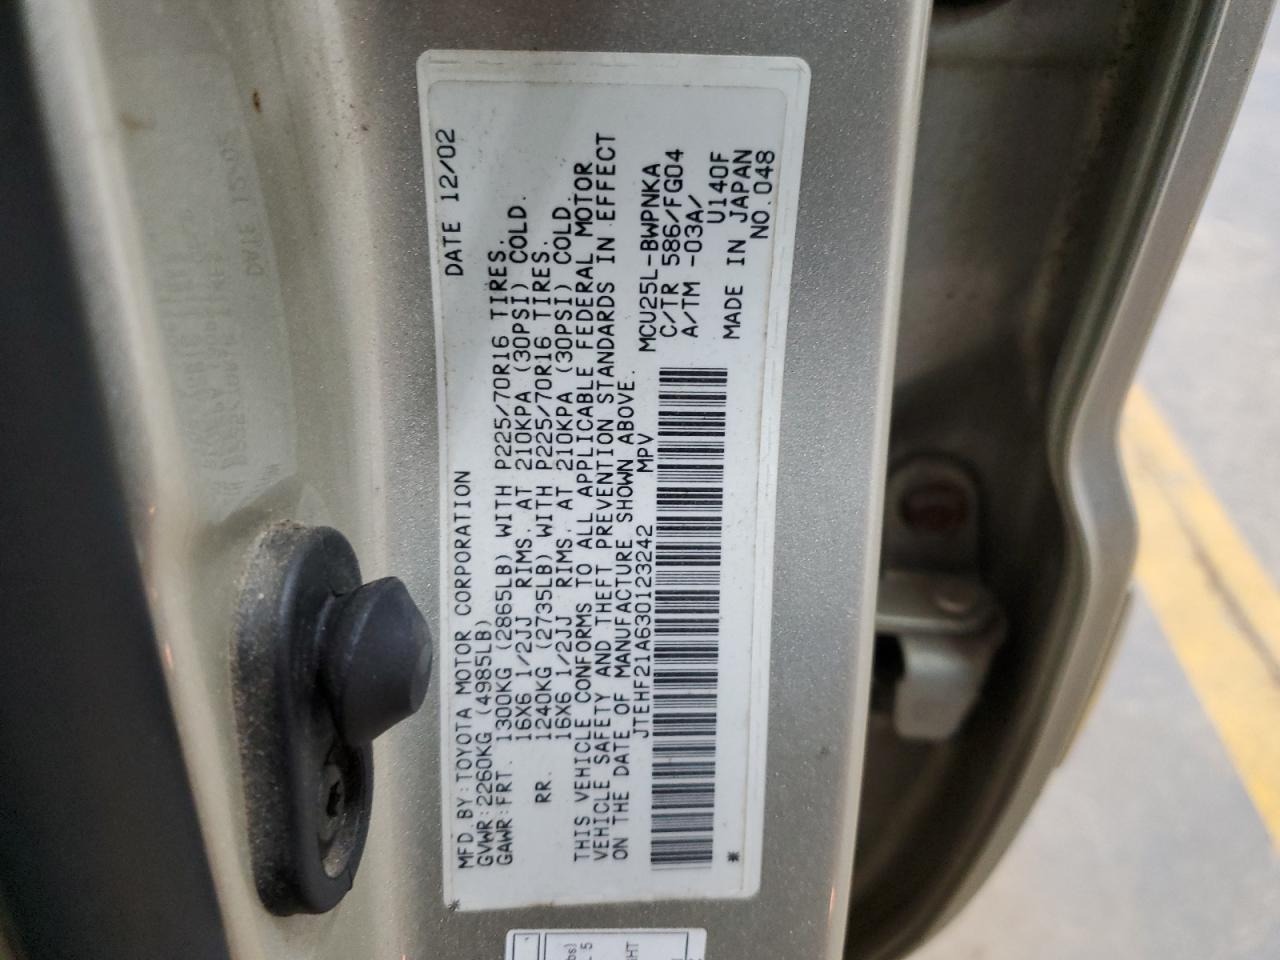 DATE 12/02
MFD.BY:TOYOTA MOTOR CORPORATION
GVWR:2260KG (4985LB)
GAWR:FRT. 1300KG (2865LB) WITH P225/70R16 TIRES.
16X6 1/2JJ RIMS. AT 210KPA (30PSI) COLD.
RR. 1240KG (2735LB) WITH P225/70R16 TIRES.
16X6 1/2JJ RIMS. AT 210KPA (30PSI) COLD.
THIS VEHICLE CONFORMS TO ALL APPLICABLE FEDERAL MOTOR
VEHICLE SAFETY AND THEFT PREVENTION STANDARDS IN EFFECT
ON THE DATE OF MANUFACTURE SHOWN ABOVE.
JTEHF21A630123242 MPV
MCU25L-BWPNKA
C/TR 586/FG04
A/TM -03A/
U140F
MADE IN JAPAN
NO.048